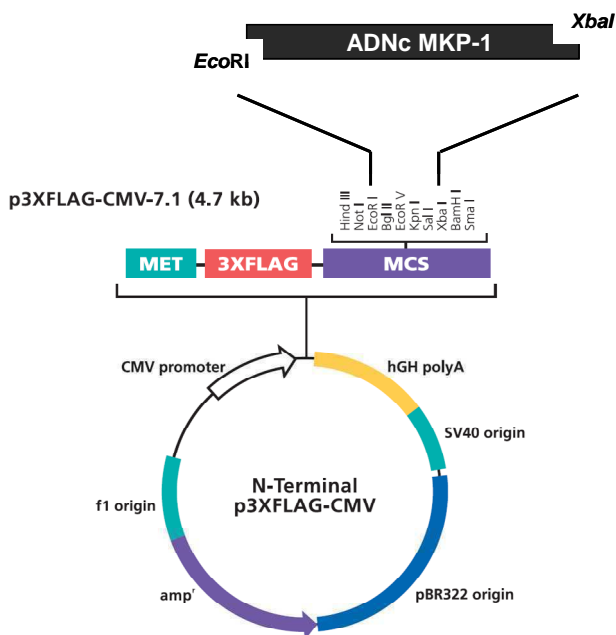 XbaI
ADNc MKP-1
EcoRI
p3XFLAG-CMV-7.1 (4.7 kb)
Hind III
Not I
EcoR I
Bgl II
EcoR V
Kpn I
Sal I
Xba I
BamH I
Sma I
MET
3XFLAG
MCS
CMV promoter
hGH polyA
SV40 origin
N-Terminal
p3XFLAG-CMV
f1 origin
pBR322 origin
ampʳ